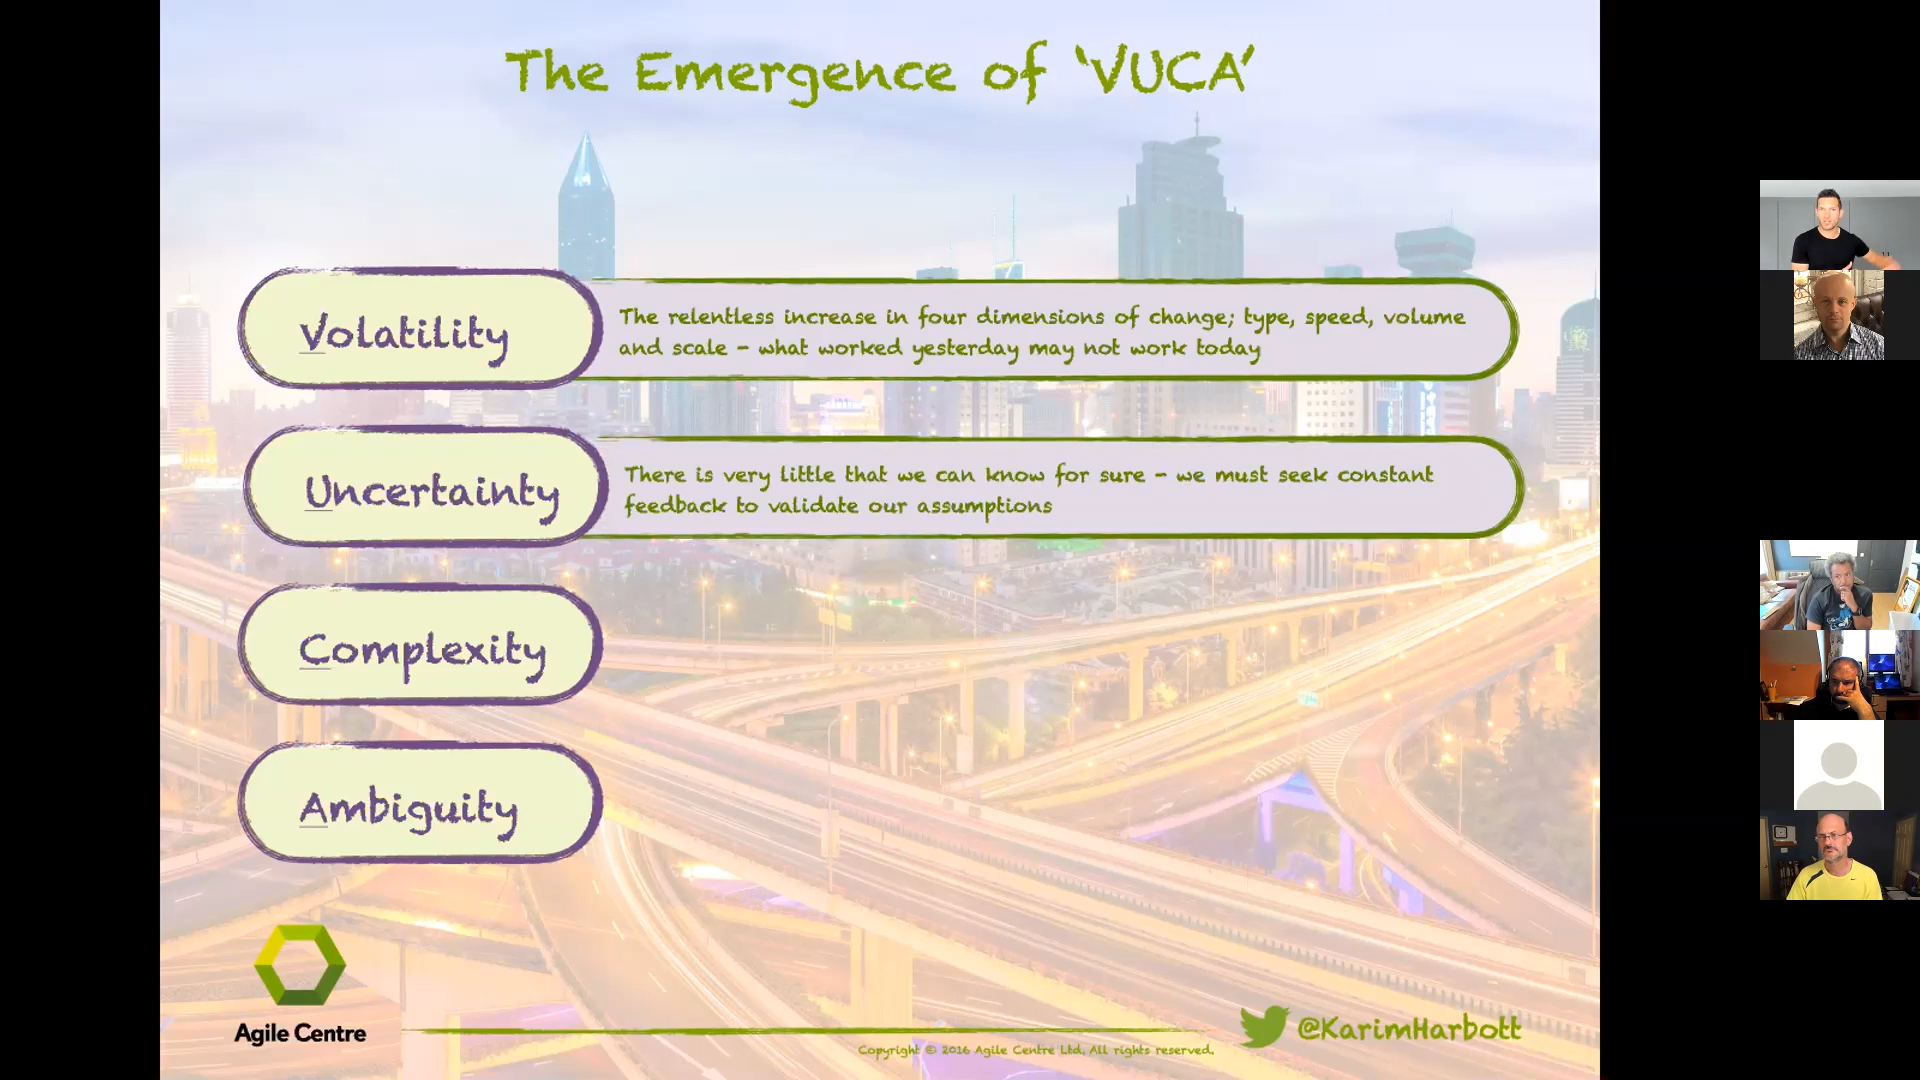 The Emergence of ‘VUCA’
Volatility
The relentless increase in four dimensions of change; type, speed, volume
and scale - what worked yesterday may not work today
Uncertainty
There is very little that we can know for sure - we must seek constant
feedback to validate our assumptions
Complexity
Ambiguity
Agile Centre
@KarimHarbott
Copyright © 2016 Agile Centre Ltd. All rights reserved.